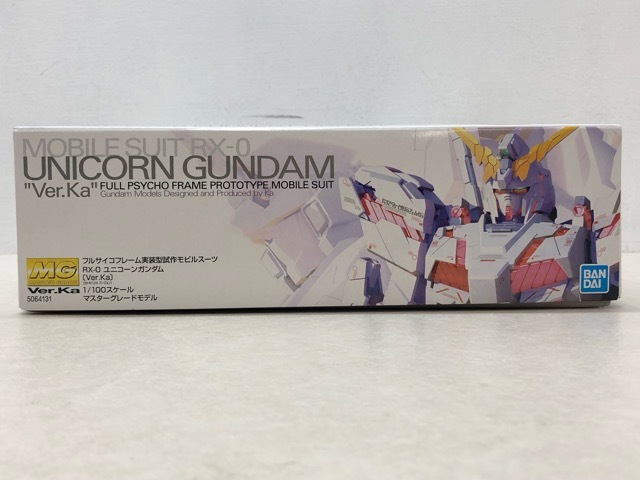 MOBILE SUIT RX-0
UNICORN GUNDAM
"Ver.Ka" FULL PSYCHO FRAME PROTOTYPE MOBILE SUIT
Gundam Models Designed and Produced by Ka
フルサイコフレーム実装型試作モビルスーツ
RX-0 ユニコーンガンダム
(Ver.Ka)
MG
Ver.Ka 1/100スケール
5064131 マスターグレードモデル
BAN
DAI